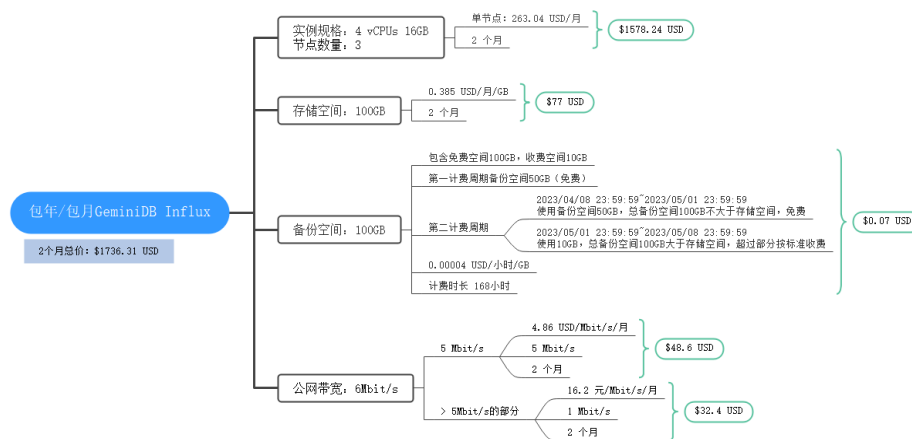 包年/包月GeminiDB Influx
2个月总价：$1736.31 USD
实例规格：4 vCPUs 16GB
节点数量：3
单节点：263.04 USD/月
2 个月
$1578.24 USD
存储空间：100GB
0.385 USD/月/GB
2 个月
$77 USD
备份空间：100GB
包含免费空间100GB，收费空间10GB
第一计费周期备份空间50GB（免费）
第二计费周期
2023/04/08 23:59:59~2023/05/01 23:59:59
使用备份空间50GB，总备份空间100GB不大于存储空间，免费
2023/05/01 23:59:59~2023/05/08 23:59:59
使用10GB，总备份空间100GB大于存储空间，超过部分按标准收费
0.00004 USD/小时/GB
计费时长 168小时
$0.07 USD
公网带宽：6Mbit/s
5 Mbit/s
4.86 USD/Mbit/s/月
5 Mbit/s
2 个月
$48.6 USD
> 5Mbit/s的部分
16.2 元/Mbit/s/月
1 Mbit/s
2 个月
$32.4 USD